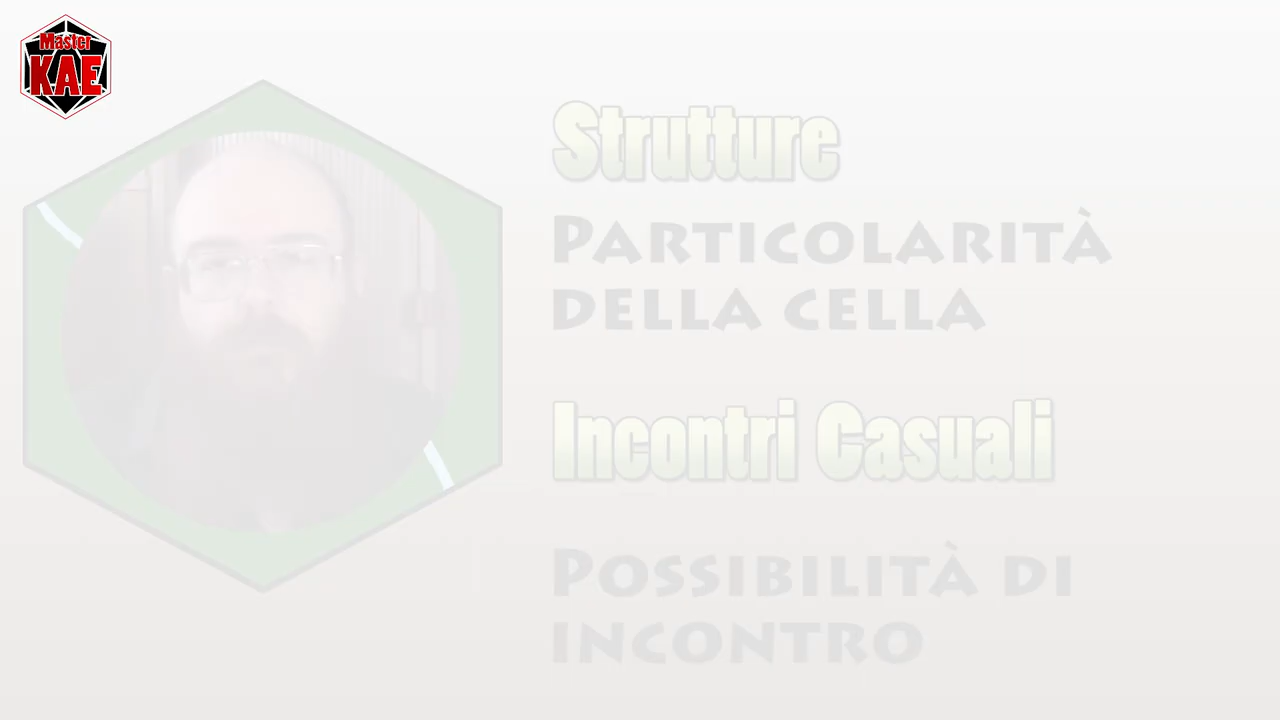 Master
KAE
Strutture
Particolarità
della cella
Incontri Casuali
Possibilità di
incontro